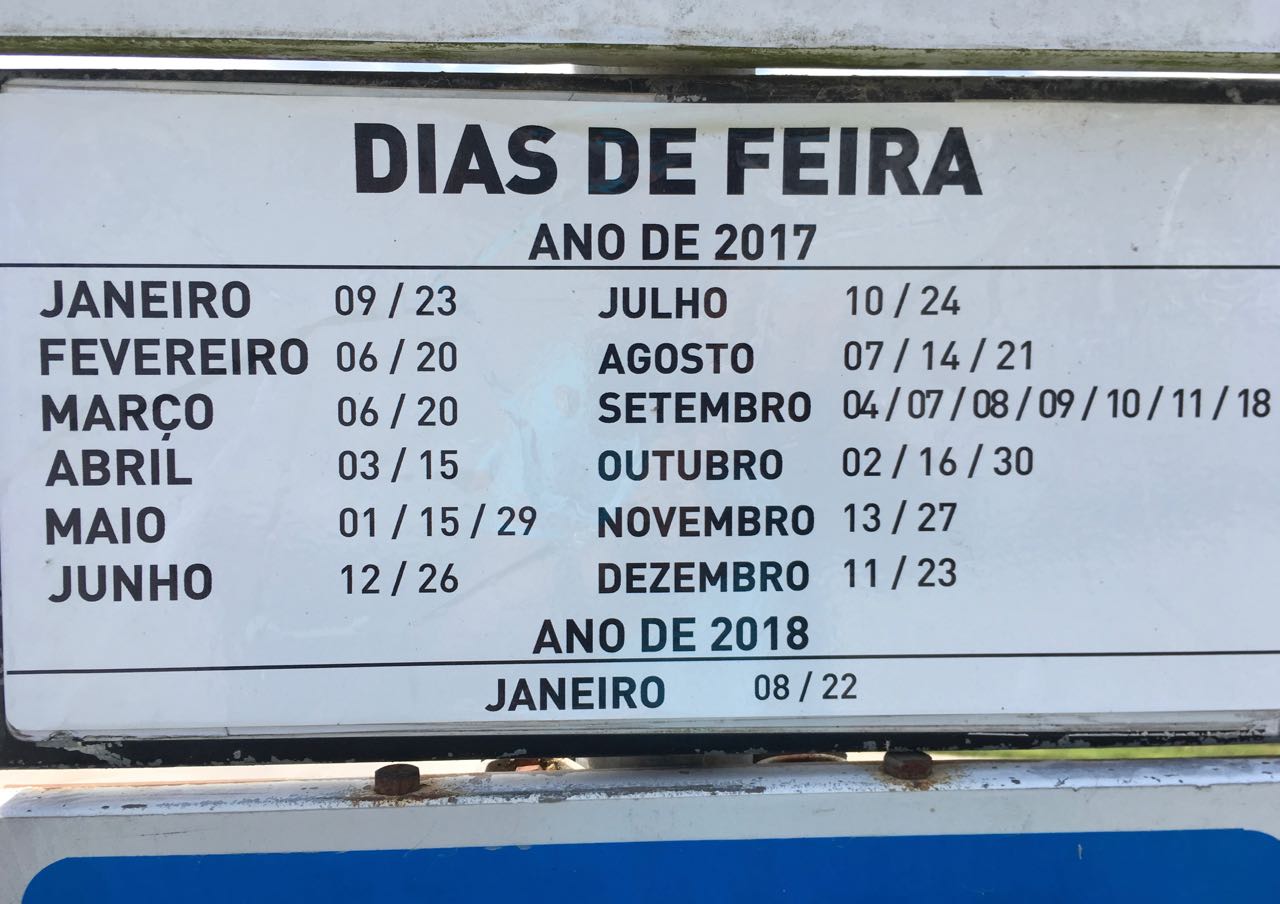 DIAS DE FEIRA
ANO DE 2017
JANEIRO 09 / 23 JULHO 10 / 24
FEVEREIRO 06 / 20 AGOSTO 07 / 14 / 21
MARÇO 06 / 20 SETEMBRO 04 / 07 / 08 / 09 / 10 / 11 / 18
ABRIL 03 / 15 OUTUBRO 02 / 16 / 30
MAIO 01 / 15 / 29 NOVEMBRO 13 / 27
JUNHO 12 / 26 DEZEMBRO 11 / 23
ANO DE 2018
JANEIRO 08 / 22